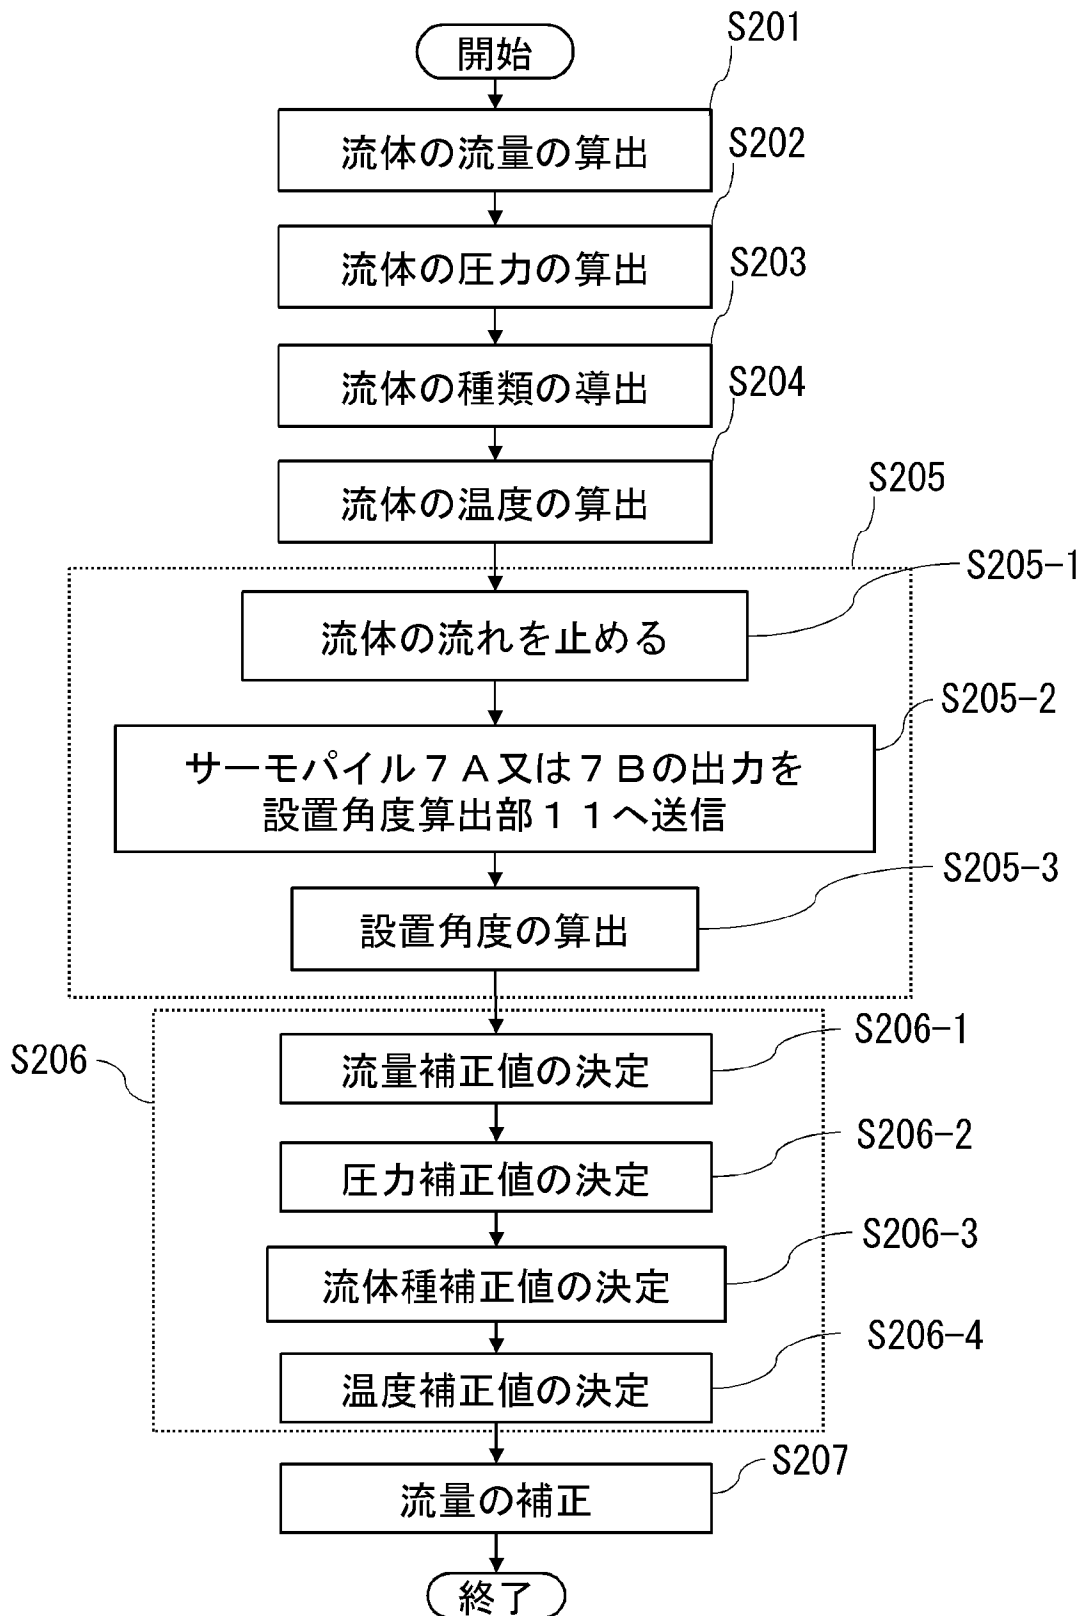 開始
S201
流体の流量の算出
S202
流体の圧力の算出
S203
流体の種類の導出
S204
流体の温度の算出
S205
S205-1
流体の流れを止める
S205-2
サーモパイル７Ａ又は７Ｂの出力を
設置角度算出部１１へ送信
S205-3
設置角度の算出
S206
S206-1
流量補正値の決定
S206-2
圧力補正値の決定
S206-3
流体種補正値の決定
S206-4
温度補正値の決定
S207
流量の補正
終了